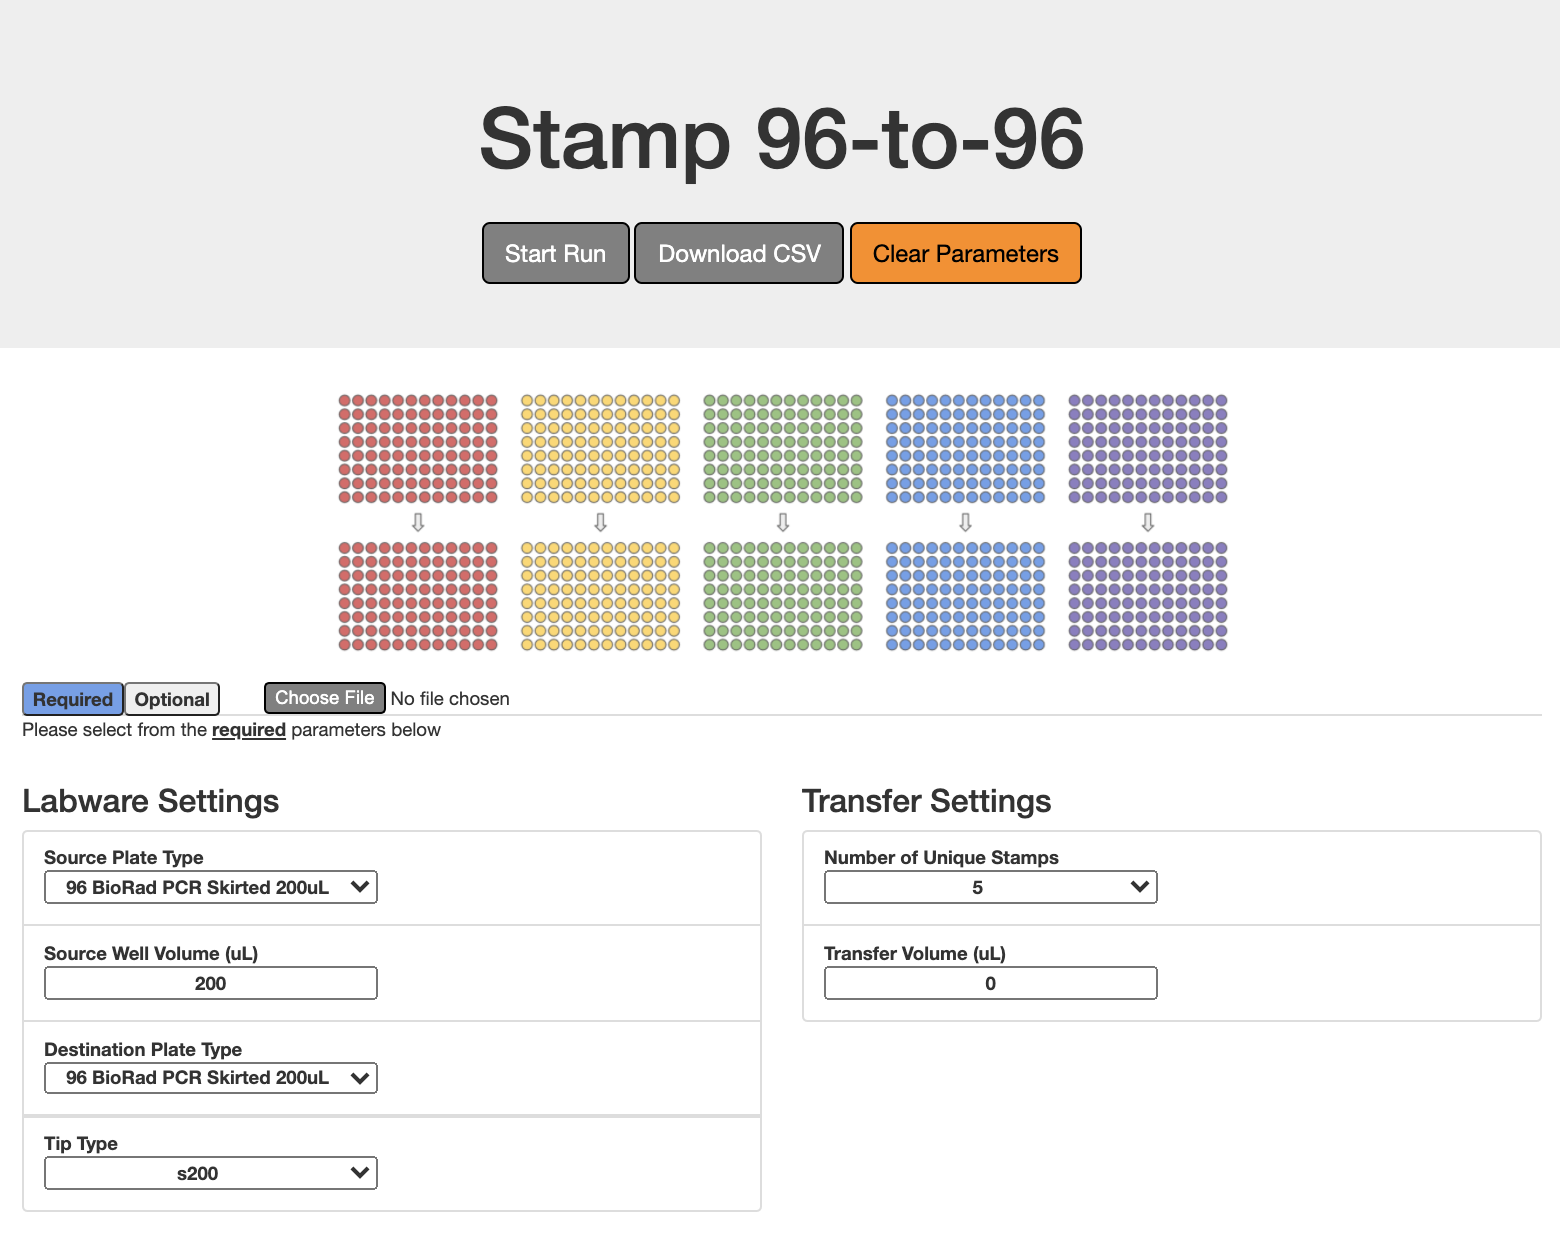 Stamp 96-to-96
Start Run Download CSV Clear Parameters
Required Optional Choose File No file chosen
Please select from the required parameters below
Labware Settings
Source Plate Type
96 BioRad PCR Skirted 200uL
Source Well Volume (uL)
200
Destination Plate Type
96 BioRad PCR Skirted 200uL
Tip Type
s200
Transfer Settings
Number of Unique Stamps
5
Transfer Volume (uL)
0